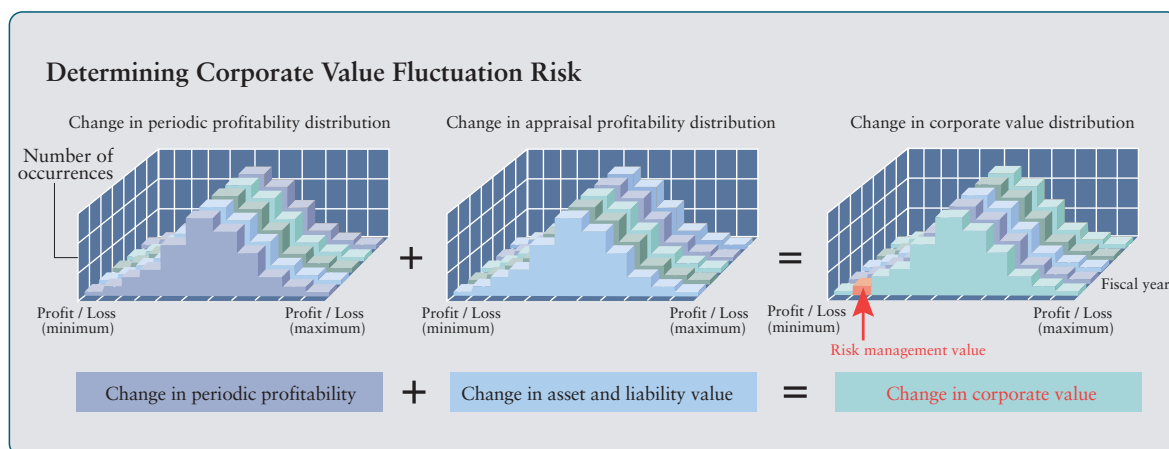 Determining Corporate Value Fluctuation Risk
Change in periodic profitability distribution
Change in appraisal profitability distribution
Change in corporate value distribution
Number of
occurrences
+
=
Fiscal year
Profit / Loss
(minimum)
Profit / Loss
(maximum)
Profit / Loss
(minimum)
Profit / Loss
(maximum)
Profit / Loss
(minimum)
Profit / Loss
(maximum)
Risk management value
Change in periodic profitability
+
Change in asset and liability value
=
Change in corporate value